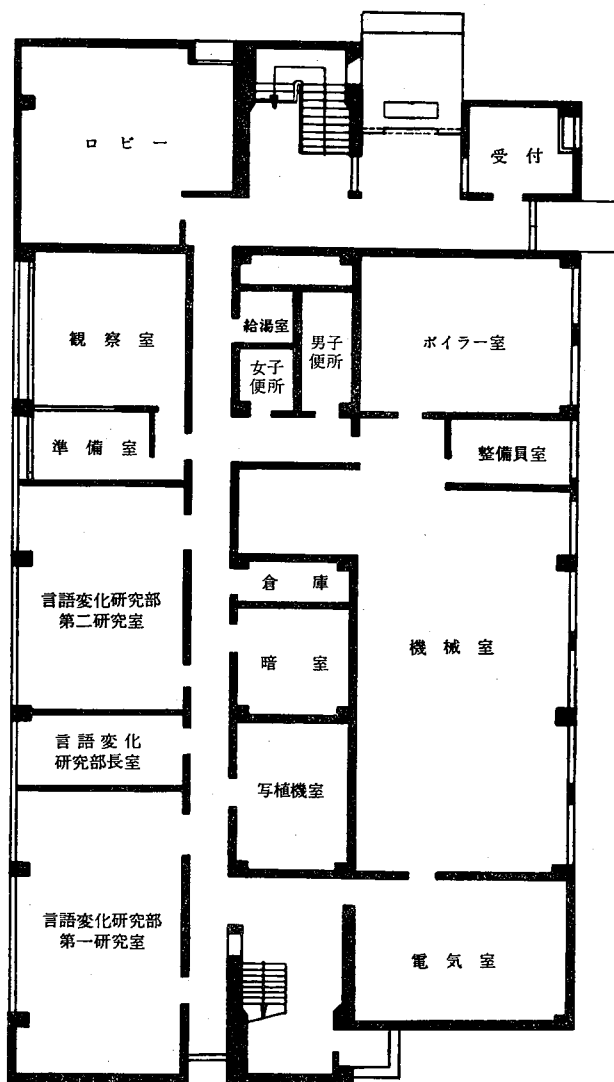 ロビー
受付
観察室
給湯室
男子
便所
女子
便所
ボイラー室
準備室
整備員室
言語変化研究部
第二研究室
倉庫
機械室
暗室
言語変化
研究部長室
写植機室
言語変化研究部
第一研究室
電気室